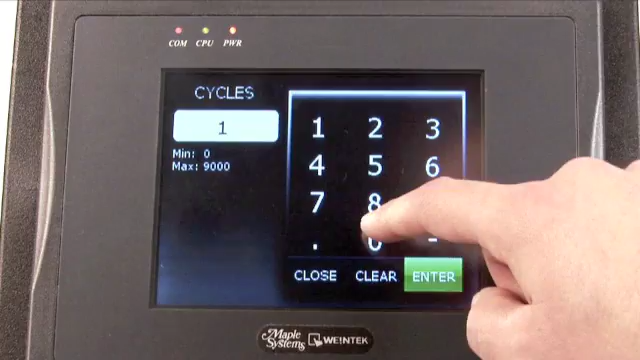 COM CPU PWR
CYCLES
1
Min: 0
Max: 9000
1 2 3
4 5 6
7 8
. 0 -
CLOSE CLEAR ENTER
Maple Systems WEINTEK